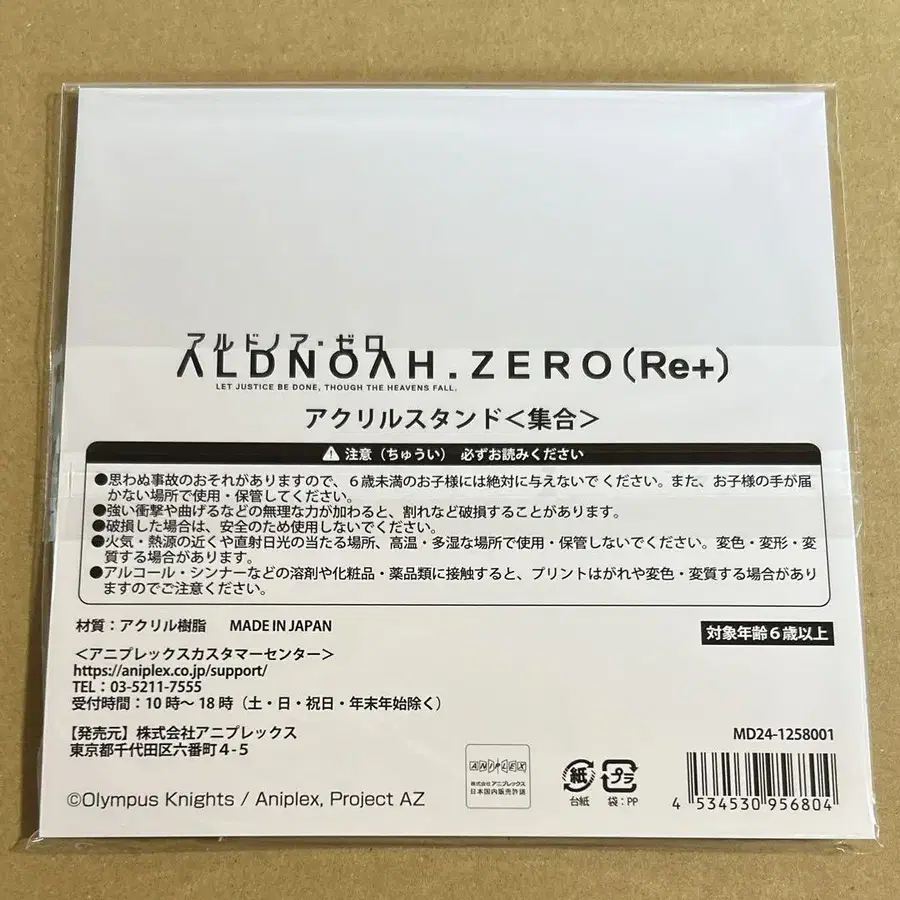 アルドノア・ゼロ
ALDNOAH.ZERO(Re+)
LET JUSTICE BE DONE, THOUGH THE HEAVENS FALL.
アクリルスタンド＜集合＞
注意（ちゅうい） 必ずお読みください
●思わぬ事故のおそれがありますので、６歳未満のお子様には絶対に与えないでください。また、お子様の手が届
かない場所で使用・保管してください。
●強い衝撃や曲げるなどの無理な力が加わると、割れなど破損することがあります。
●破損した場合は、安全のため使用しないでください。
●火気・熱源の近くや直射日光の当たる場所、高温・多湿な場所で使用・保管しないでください。変色・変形・変
質する場合があります。
●アルコール・シンナーなどの溶剤や化粧品・薬品類に接触すると、プリントはがれや変色・変質する場合があり
ますのでご注意ください。
材質：アクリル樹脂 MADE IN JAPAN
対象年齢６歳以上
＜アニプレックスカスタマーセンター＞
https://aniplex.co.jp/support/
TEL：03-5211-7555
受付時間：10時～18時（土・日・祝日・年末年始除く）
【発売元】株式会社アニプレックス
東京都千代田区六番町４-５
MD24-1258001
ANIPLEX
株式会社アニプレックス
日本国内販売許諾
紙
台紙
プラ
袋：PP
4 534530 956804
©Olympus Knights / Aniplex, Project AZ